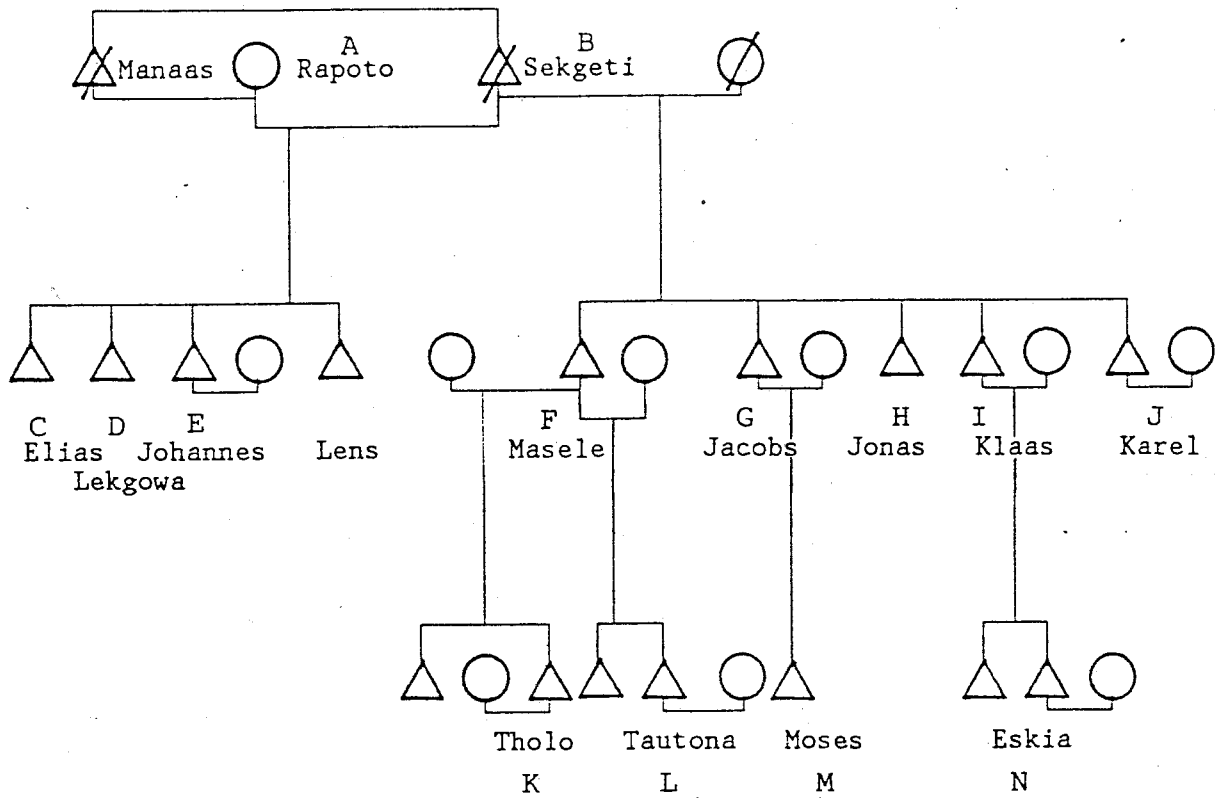 A B
Manaas Rapoto Sekgeti
C D E F G H I J
Elias Johannes Lens Masele Jacobs Jonas Klaas Karel
Lekgowa
Tholo Tautona Moses Eskia
K L M N